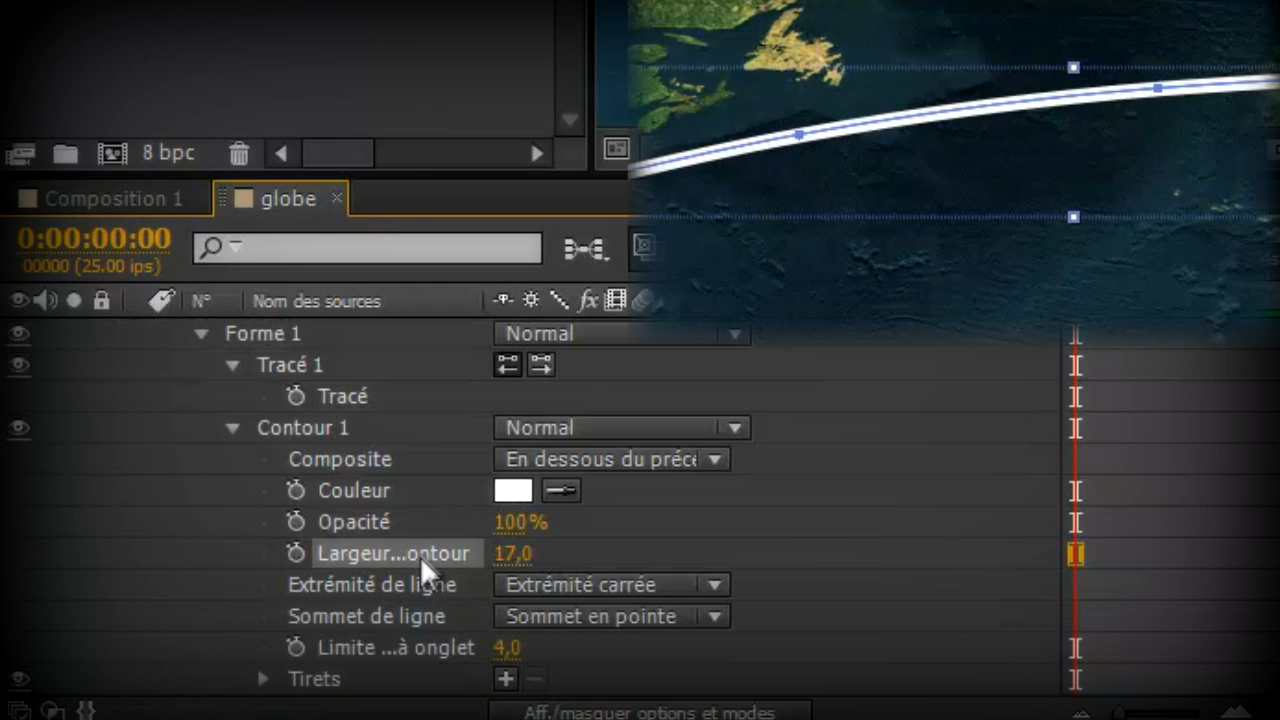 8 bpc
Composition 1
globe ×
0:00:00:00
00000 (25.00 ips)
N° Nom des sources fx
Forme 1 Normal
Tracé 1
Tracé
Contour 1 Normal
Composite En dessous du précé
Couleur
Opacité 100 %
Largeur...ontour 17,0
Extrémité de ligne Extrémité carrée
Sommet de ligne Sommet en pointe
Limite ...à onglet 4,0
Tirets
Aff./masquer options et modes